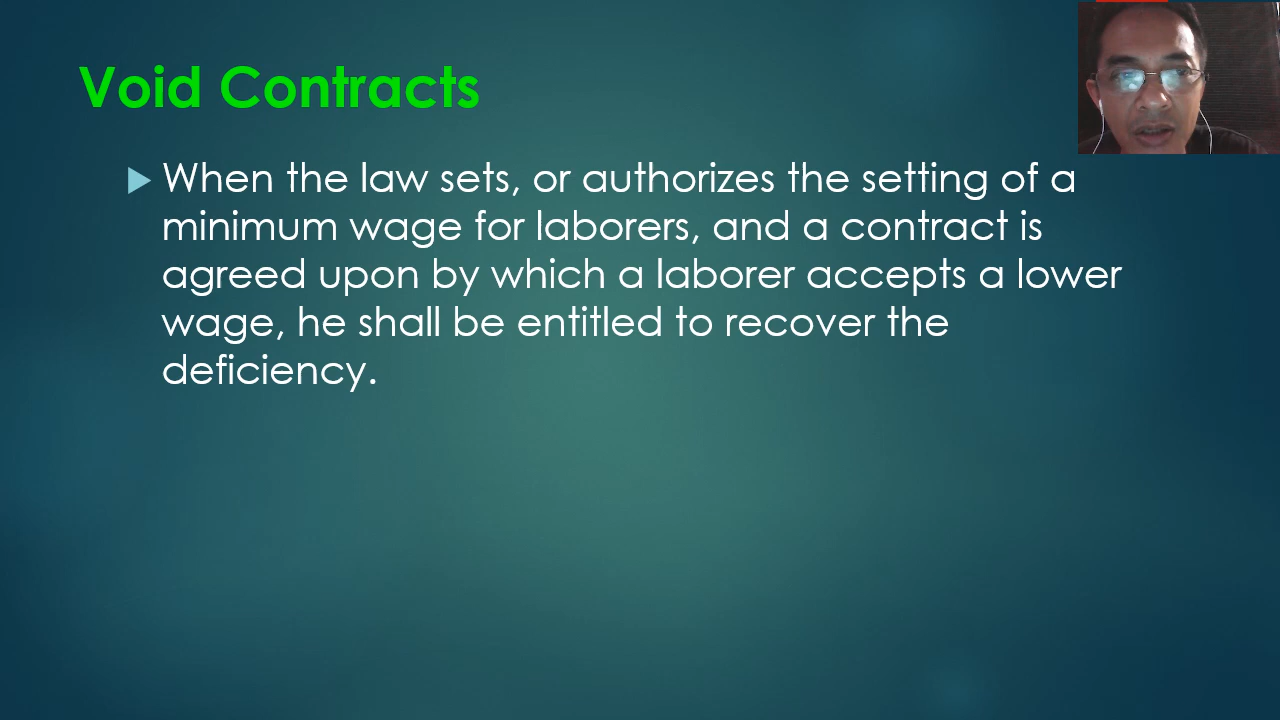 Void Contracts
When the law sets, or authorizes the setting of a
minimum wage for laborers, and a contract is
agreed upon by which a laborer accepts a lower
wage, he shall be entitled to recover the
deficiency.